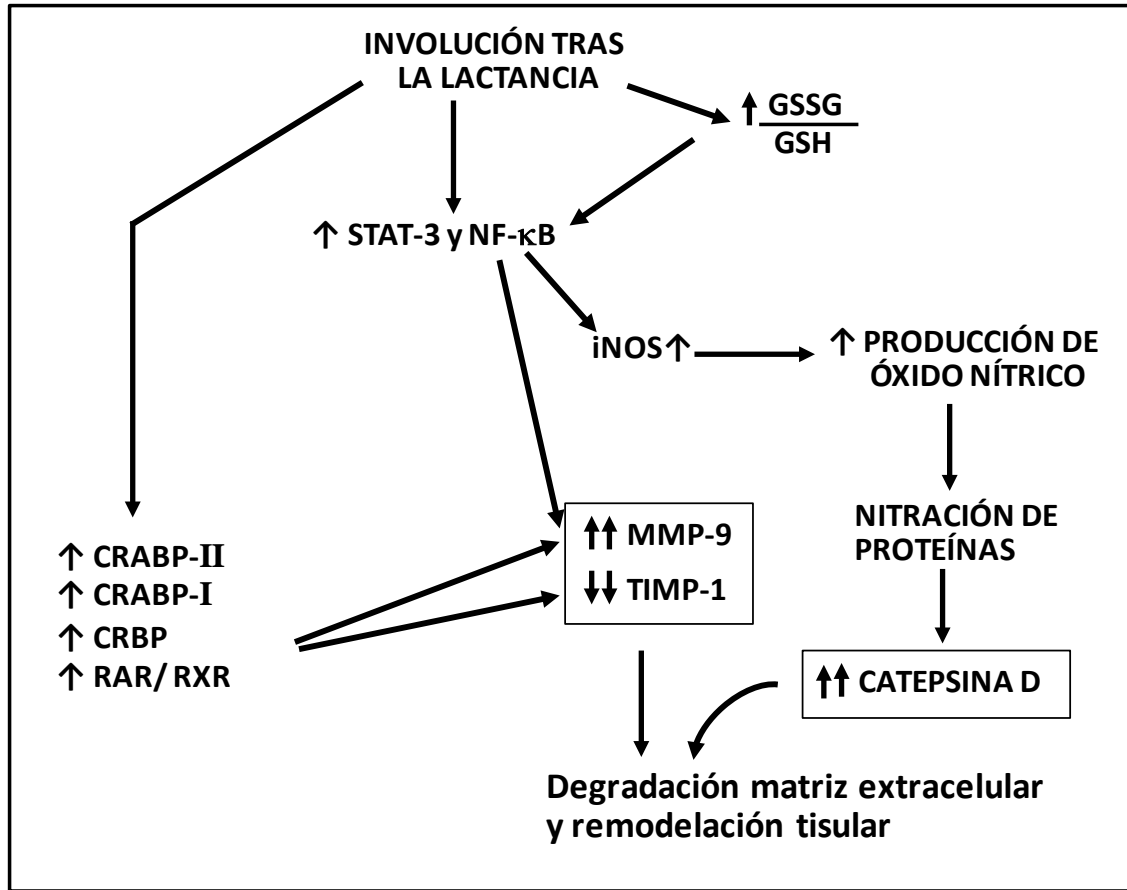 INVOLUCIÓN TRAS
LA LACTANCIA
↑ GSSG
GSH
↑ STAT-3 y NF-κB
iNOS↑
↑ PRODUCCIÓN DE
ÓXIDO NÍTRICO
NITRACIÓN DE
PROTEÍNAS
↑↑ MMP-9
↓↓ TIMP-1
↑ CRABP-II
↑ CRABP-I
↑ CRBP
↑ RAR/ RXR
↑↑ CATEPSINA D
Degradación matriz extracelular
y remodelación tisular